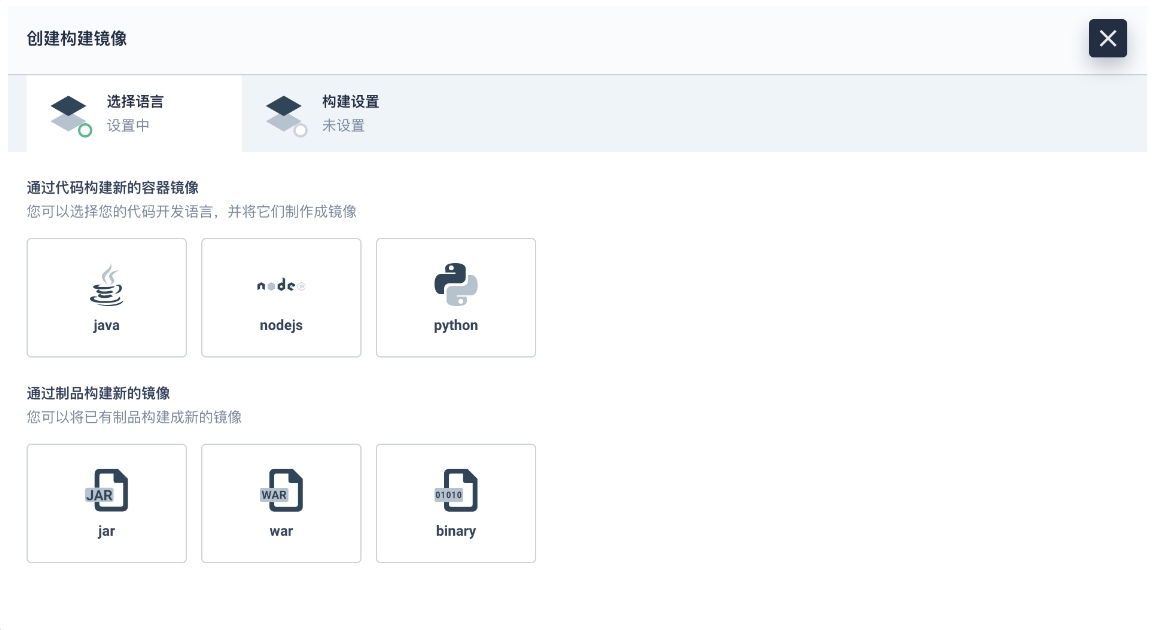 创建构建镜像
选择语言
设置中
构建设置
未设置
通过代码构建新的容器镜像
您可以选择您的代码开发语言，并将它们制作成镜像
node
java
nodejs
python
通过制品构建新的镜像
您可以将已有制品构建成新的镜像
JAR
WAR
01010
jar
war
binary